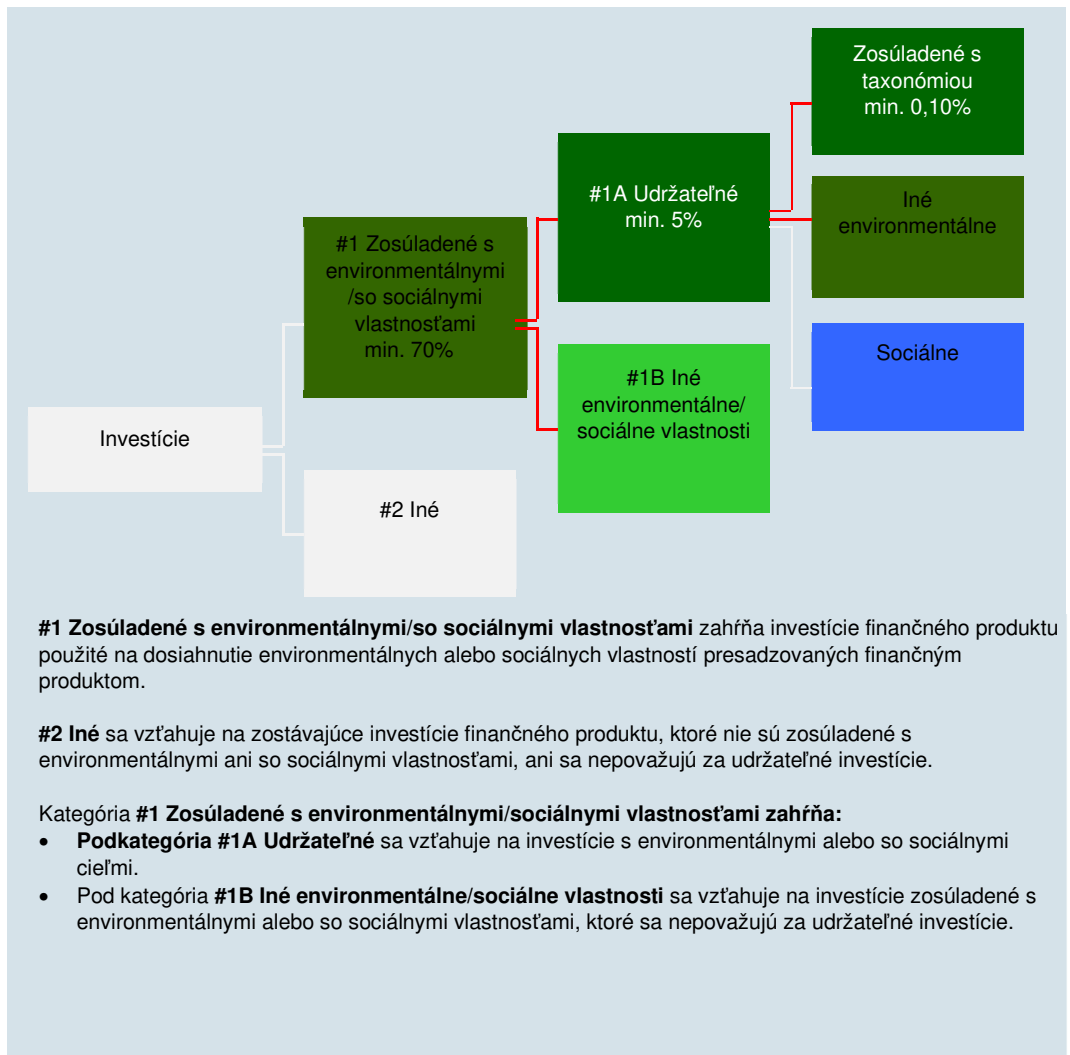 Zosúladené s
taxonómiou
min. 0,10%
#1A Udržateľné
min. 5%
Iné
environmentálne
#1 Zosúladené s
environmentálnymi
/so sociálnymi
vlastnosťami
min. 70%
Sociálne
#1B Iné
environmentálne/
sociálne vlastnosti
Investície
#2 Iné
#1 Zosúladené s environmentálnymi/so sociálnymi vlastnosťami zahŕňa investície finančného produktu
použité na dosiahnutie environmentálnych alebo sociálnych vlastností presadzovaných finančným
produktom.
#2 Iné sa vzťahuje na zostávajúce investície finančného produktu, ktoré nie sú zosúladené s
environmentálnymi ani so sociálnymi vlastnosťami, ani sa nepovažujú za udržateľné investície.
Kategória #1 Zosúladené s environmentálnymi/sociálnymi vlastnosťami zahŕňa:
• Podkategória #1A Udržateľné sa vzťahuje na investície s environmentálnymi alebo so sociálnymi
cieľmi.
• Pod kategória #1B Iné environmentálne/sociálne vlastnosti sa vzťahuje na investície zosúladené s
environmentálnymi alebo so sociálnymi vlastnosťami, ktoré sa nepovažujú za udržateľné investície.